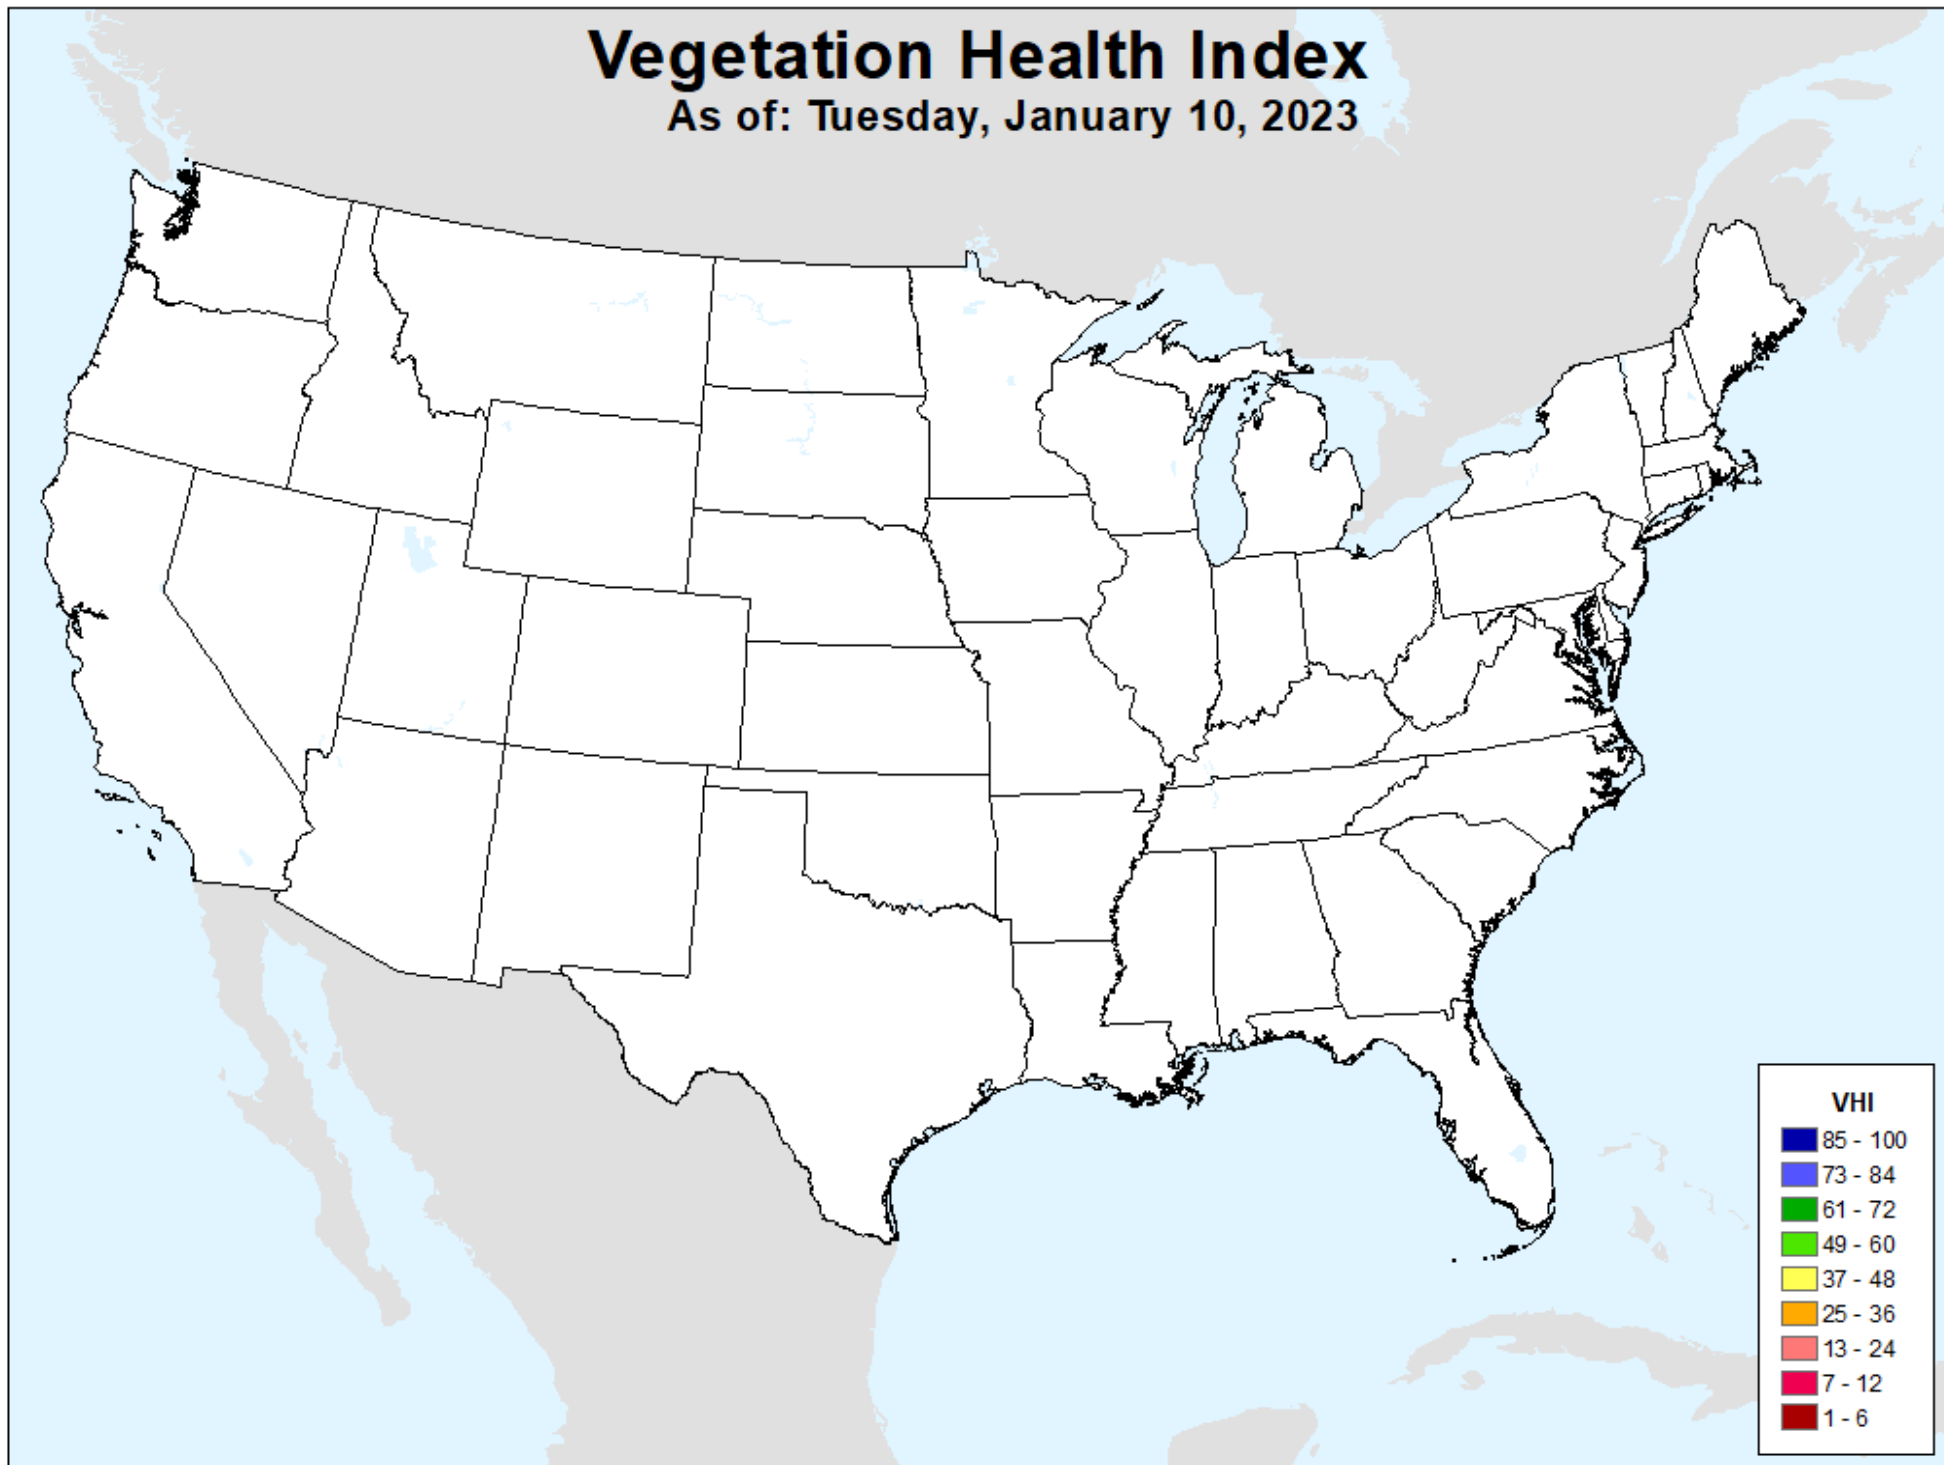 Vegetation Health Index
As of: Tuesday, January 10, 2023
VHI
85 - 100
73 - 84
61 - 72
49 - 60
37 - 48
25 - 36
13 - 24
7 - 12
1 - 6